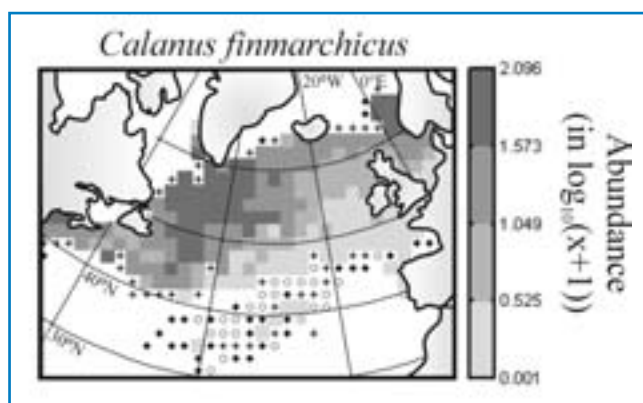 Calanus finmarchicus
20°W 0°E
40°N
30°N
2.096
1.573
1.049
0.525
0.001
Abundance
(in log₁₀(x+1))